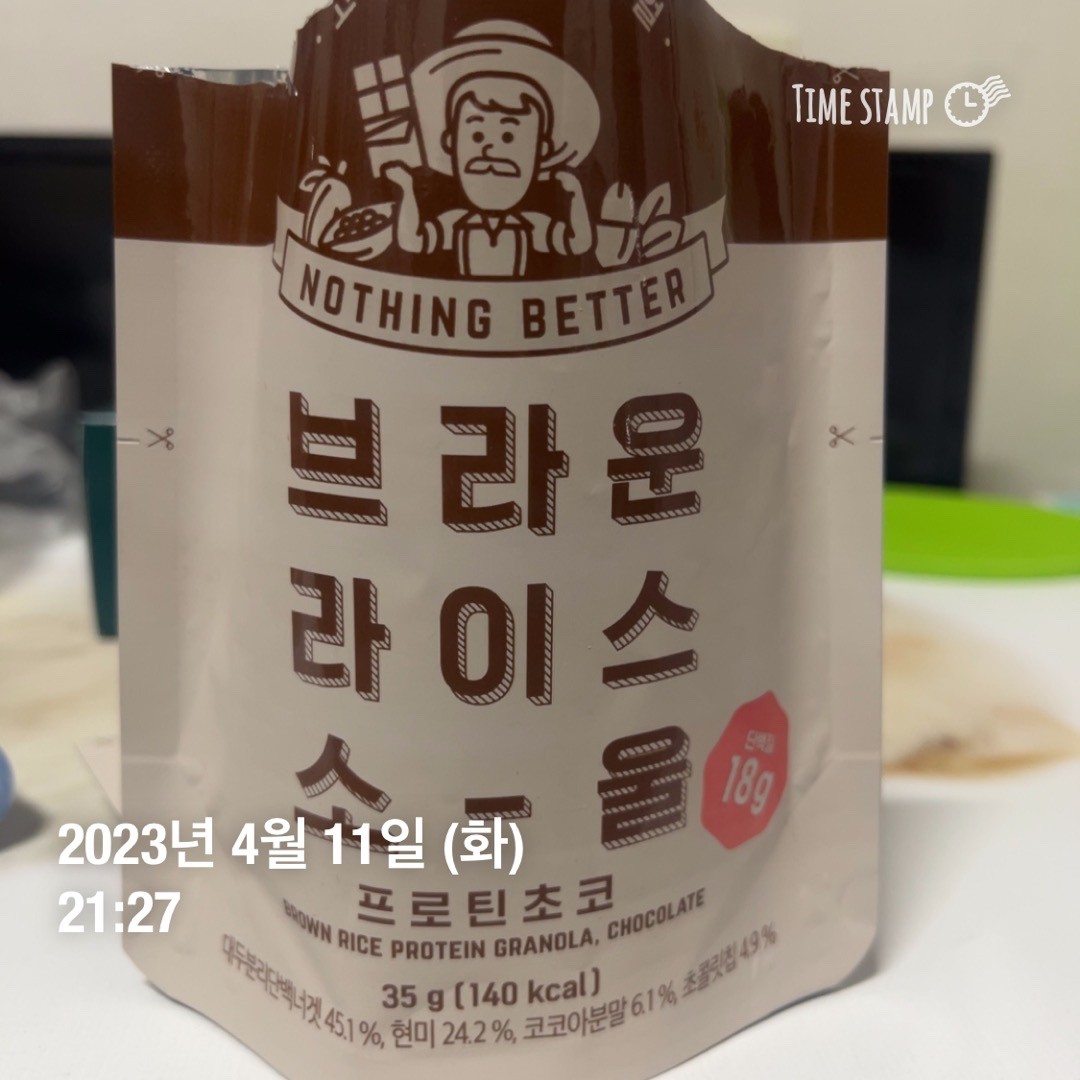 TIME STAMP
NOTHING BETTER
브라운
라이스
소-울
단백질
18g
2023년 4월 11일 (화)
21:27
프로틴초코
BROWN RICE PROTEIN GRANOLA, CHOCOLATE
35 g (140 kcal)
대두분리단백너겟 45.1 %, 현미 24.2 %, 코코아분말 6.1 %, 초콜릿칩 4.9 %